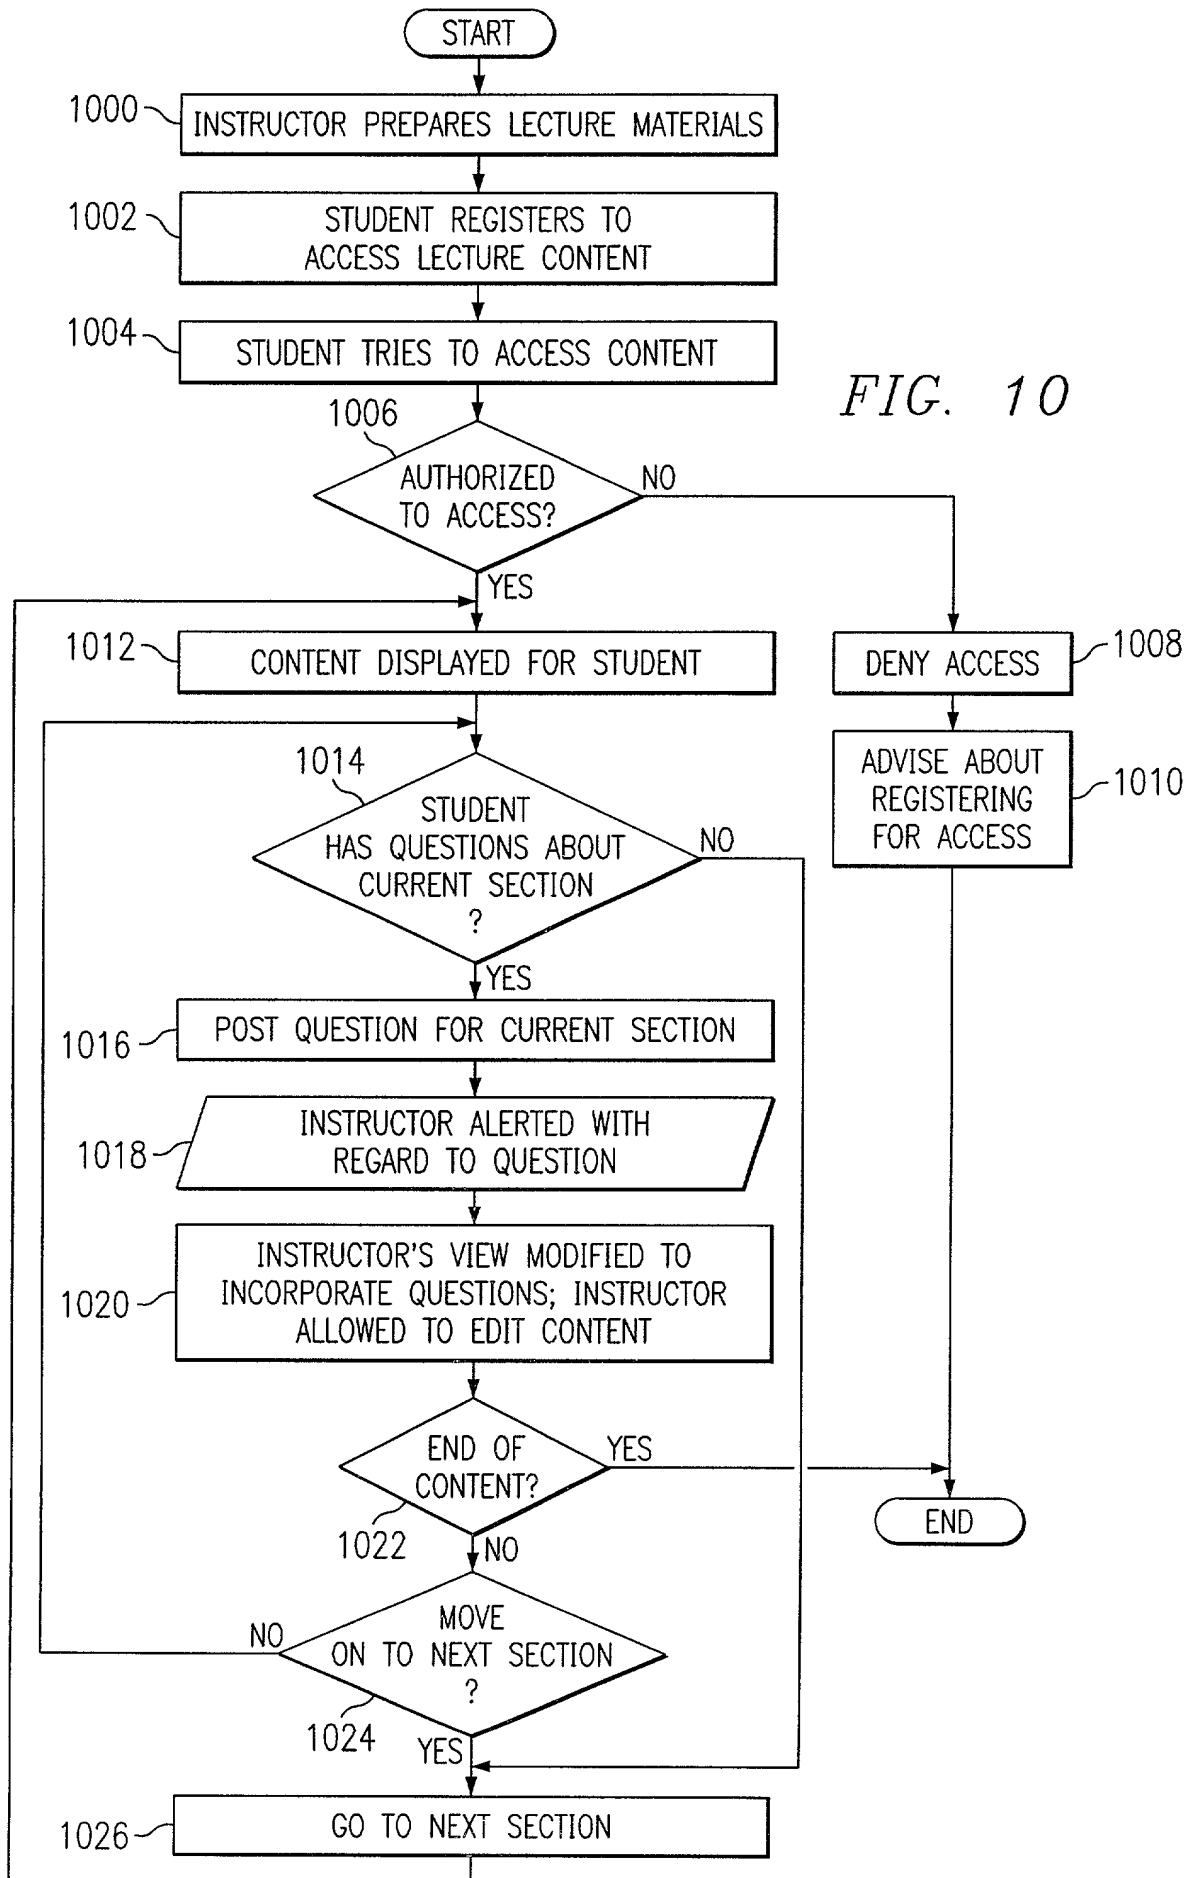 START
1000
INSTRUCTOR PREPARES LECTURE MATERIALS
1002
STUDENT REGISTERS TO
ACCESS LECTURE CONTENT
1004
STUDENT TRIES TO ACCESS CONTENT
FIG. 10
1006
AUTHORIZED
TO ACCESS?
NO
YES
1012
CONTENT DISPLAYED FOR STUDENT
DENY ACCESS
1008
ADVISE ABOUT
REGISTERING
FOR ACCESS
1010
1014
STUDENT
HAS QUESTIONS ABOUT
CURRENT SECTION
?
NO
YES
1016
POST QUESTION FOR CURRENT SECTION
1018
INSTRUCTOR ALERTED WITH
REGARD TO QUESTION
1020
INSTRUCTOR'S VIEW MODIFIED TO
INCORPORATE QUESTIONS; INSTRUCTOR
ALLOWED TO EDIT CONTENT
END OF
CONTENT?
YES
1022
NO
END
MOVE
ON TO NEXT SECTION
?
NO
1024
YES
1026
GO TO NEXT SECTION